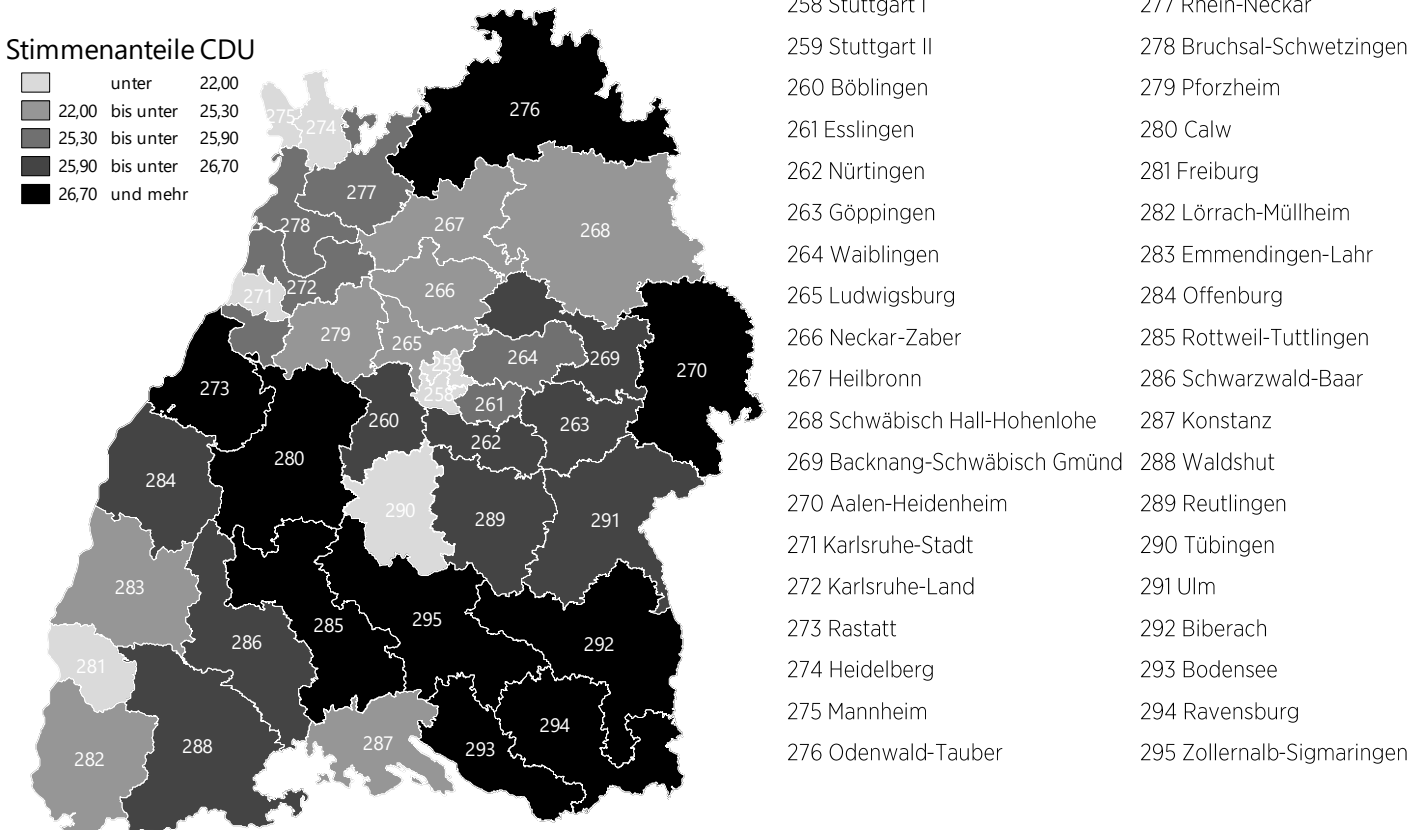 Stimmenanteile CDU
unter 22,00
22,00 bis unter 25,30
25,30 bis unter 25,90
25,90 bis unter 26,70
26,70 und mehr
276
275
274
277
278
267
268
271
272
266
279
265
259
264
269
270
273
258
261
260
262
263
280
284
290
289
291
283
285
295
286
292
281
294
287
293
288
282
258 Stuttgart I
259 Stuttgart II
260 Böblingen
261 Esslingen
262 Nürtingen
263 Göppingen
264 Waiblingen
265 Ludwigsburg
266 Neckar-Zaber
267 Heilbronn
268 Schwäbisch Hall-Hohenlohe
269 Backnang-Schwäbisch Gmünd
270 Aalen-Heidenheim
271 Karlsruhe-Stadt
272 Karlsruhe-Land
273 Rastatt
274 Heidelberg
275 Mannheim
276 Odenwald-Tauber
277 Rhein-Neckar
278 Bruchsal-Schwetzingen
279 Pforzheim
280 Calw
281 Freiburg
282 Lörrach-Müllheim
283 Emmendingen-Lahr
284 Offenburg
285 Rottweil-Tuttlingen
286 Schwarzwald-Baar
287 Konstanz
288 Waldshut
289 Reutlingen
290 Tübingen
291 Ulm
292 Biberach
293 Bodensee
294 Ravensburg
295 Zollernalb-Sigmaringen